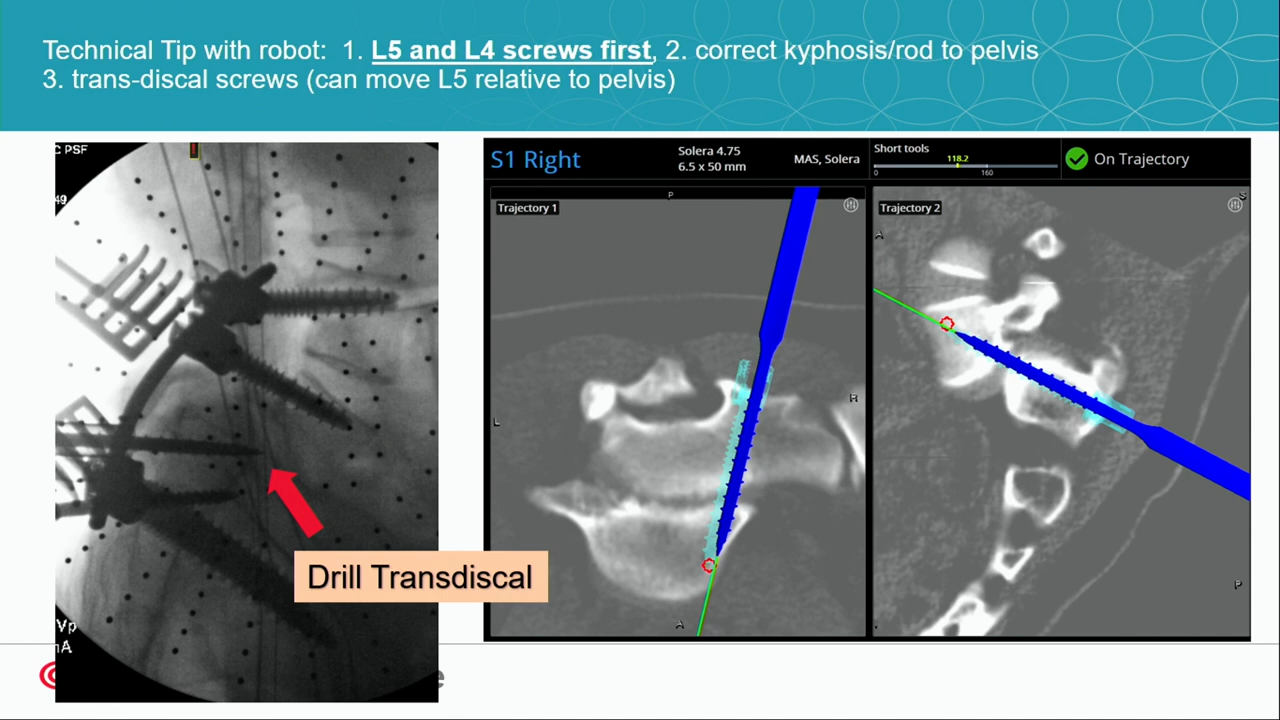 Technical Tip with robot: 1. L5 and L4 screws first, 2. correct kyphosis/rod to pelvis
3. trans-discal screws (can move L5 relative to pelvis)
C PSF
49
Vp
Drill Transdiscal
S1 Right
Solera 4.75
6.5 x 50 mm
MAS, Solera
Short tools
118.2
0
160
On Trajectory
Trajectory 1
P
L
R
A
Trajectory 2
S
A
P